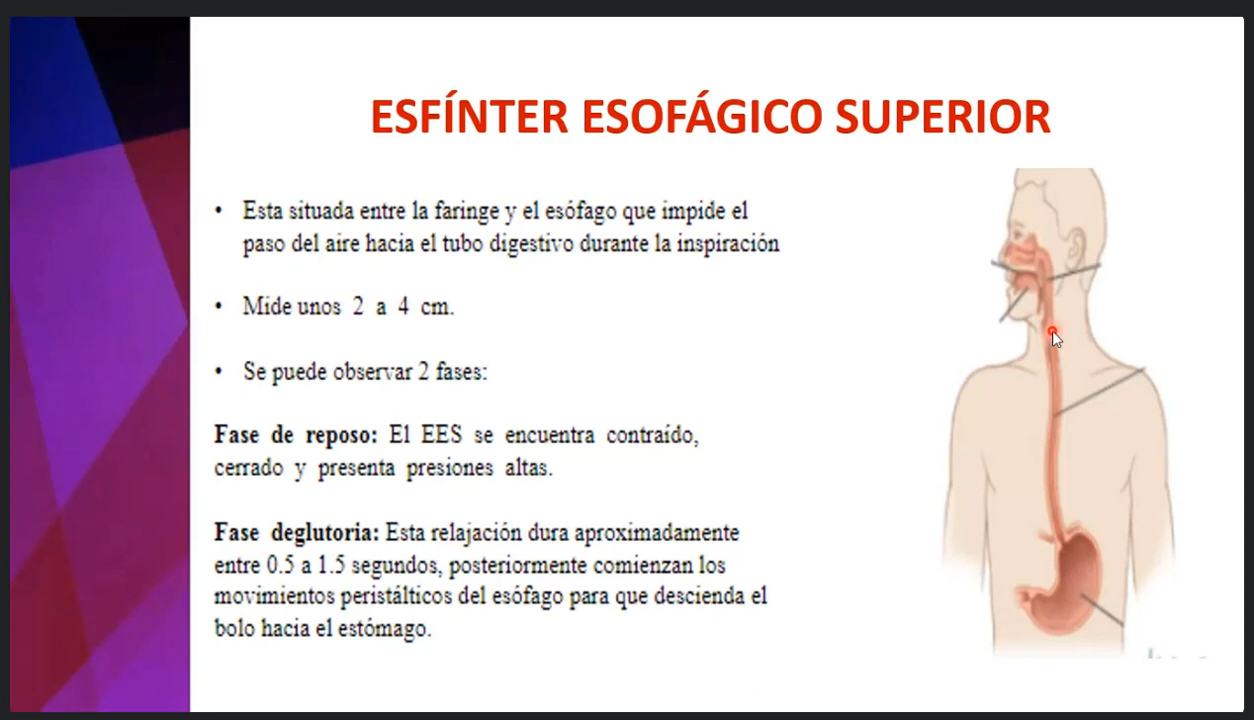 ESFÍNTER ESOFÁGICO SUPERIOR
• Esta situada entre la faringe y el esófago que impide el
paso del aire hacia el tubo digestivo durante la inspiración
• Mide unos 2 a 4 cm.
• Se puede observar 2 fases:
Fase de reposo: El EES se encuentra contraído,
cerrado y presenta presiones altas.
Fase deglutoria: Esta relajación dura aproximadamente
entre 0.5 a 1.5 segundos, posteriormente comienzan los
movimientos peristálticos del esófago para que descienda el
bolo hacia el estómago.